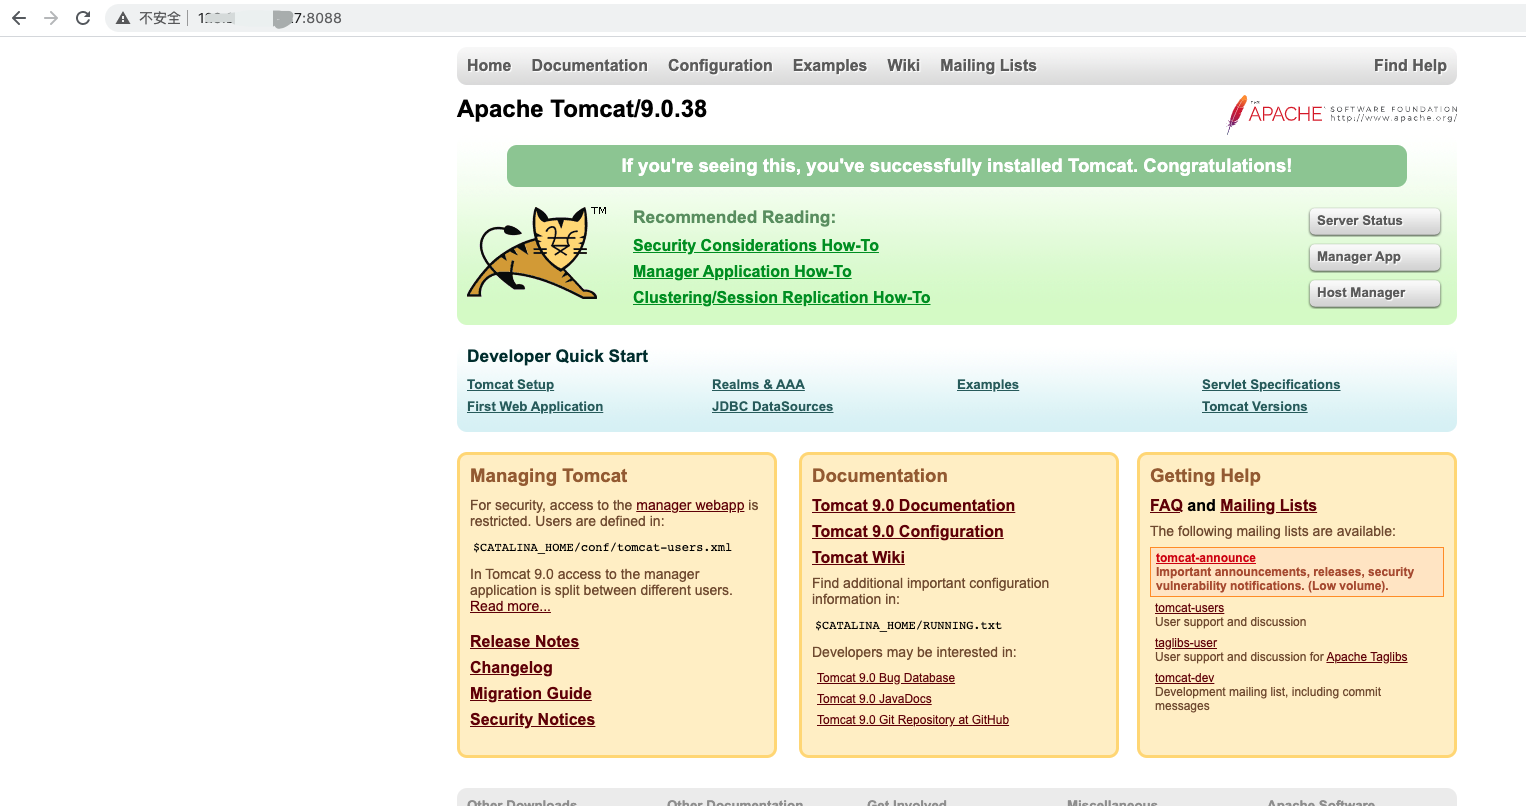 不安全 7:8088
Home Documentation Configuration Examples Wiki Mailing Lists Find Help
Apache Tomcat/9.0.38
THE APACHE SOFTWARE FOUNDATION
http://www.apache.org/
If you're seeing this, you've successfully installed Tomcat. Congratulations!
TM
Recommended Reading:
Security Considerations How-To
Manager Application How-To
Clustering/Session Replication How-To
Server Status
Manager App
Host Manager
Developer Quick Start
Tomcat Setup
First Web Application
Realms & AAA
JDBC DataSources
Examples
Servlet Specifications
Tomcat Versions
Managing Tomcat
For security, access to the manager webapp is
restricted. Users are defined in:
$CATALINA_HOME/conf/tomcat-users.xml
In Tomcat 9.0 access to the manager
application is split between different users.
Read more...
Release Notes
Changelog
Migration Guide
Security Notices
Documentation
Tomcat 9.0 Documentation
Tomcat 9.0 Configuration
Tomcat Wiki
Find additional important configuration
information in:
$CATALINA_HOME/RUNNING.txt
Developers may be interested in:
Tomcat 9.0 Bug Database
Tomcat 9.0 JavaDocs
Tomcat 9.0 Git Repository at GitHub
Getting Help
FAQ and Mailing Lists
The following mailing lists are available:
tomcat-announce
Important announcements, releases, security
vulnerability notifications. (Low volume).
tomcat-users
User support and discussion
taglibs-user
User support and discussion for Apache Taglibs
tomcat-dev
Development mailing list, including commit
messages
Other Downloads Other Documentation Get Involved Miscellaneous Apache Software